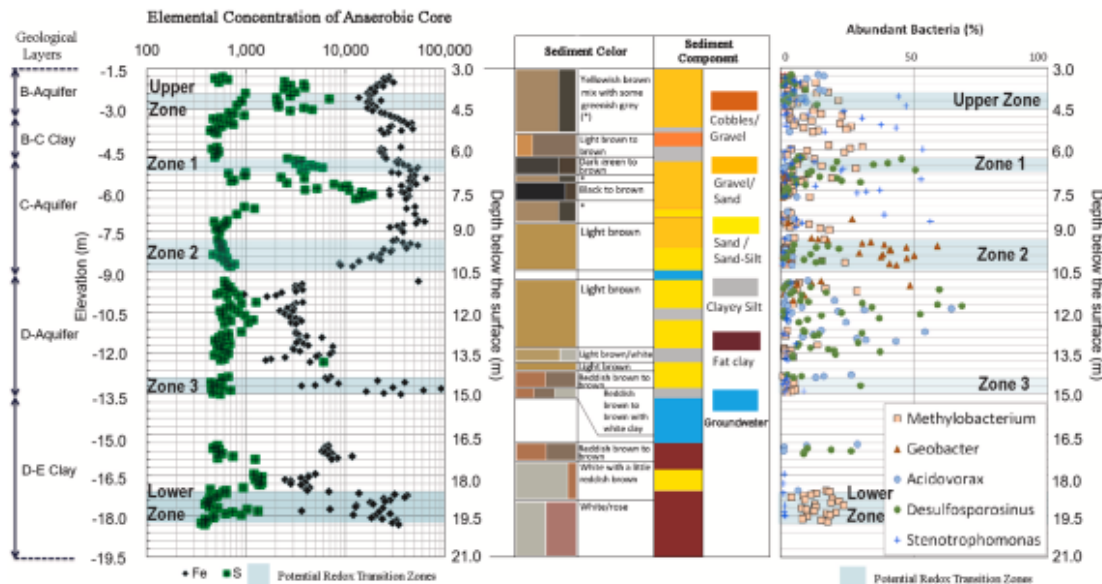 Elemental Concentration of Anaerobic Core
Geological
Layers
100
1,000
10,000
100,000
B-Aquifer
B-C Clay
C-Aquifer
D-Aquifer
D-E Clay
Elevation (m)
-1.5
-3.0
-4.5
-6.0
-7.5
-9.0
-10.5
-12.0
-13.5
-15.0
-16.5
-18.0
-19.5
Upper
Zone
Zone 1
Zone 2
Zone 3
Lower
Zone
Fe
S
Potential Redox Transition Zones
Depth below the surface (m)
3.0
4.5
6.0
7.5
9.0
10.5
12.0
13.5
15.0
16.5
18.0
19.5
21.0
Sediment Color
Sediment
Component
Yellowish brown
mix with some
greenish grey
(*)
Light brown to
brown
Dark green to
brown
*
Black to brown
*
Light brown
Light brown
Light brown/white
Light brown
Reddish brown to
brown
Reddish
brown to
brown with
white clay
Reddish brown to
brown
White with a little
reddish brown
White/rose
Cobbles/
Gravel
Gravel/
Sand
Sand /
Sand-Silt
Clayey Silt
Fat clay
Groundwater
Abundant Bacteria (%)
0
50
100
Depth below the surface (m)
3.0
4.5
6.0
7.5
9.0
10.5
12.0
13.5
15.0
16.5
18.0
19.5
21.0
Upper Zone
Zone 1
Zone 2
Zone 3
Lower
Zone
Methylobacterium
Geobacter
Acidovorax
Desulfosporosinus
Stenotrophomonas
Potential Redox Transition Zones